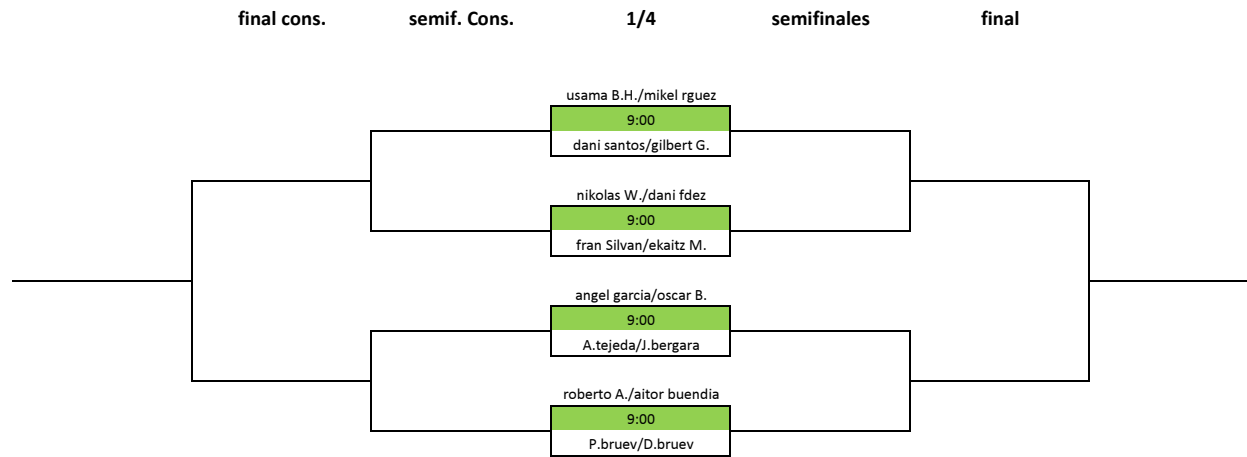 final cons. semif. Cons. 1/4 semifinales final
usama B.H./mikel rguez
9:00
dani santos/gilbert G.
nikolas W./dani fdez
9:00
fran Silvan/ekaitz M.
angel garcia/oscar B.
9:00
A.tejeda/J.bergara
roberto A./aitor buendia
9:00
P.bruev/D.bruev